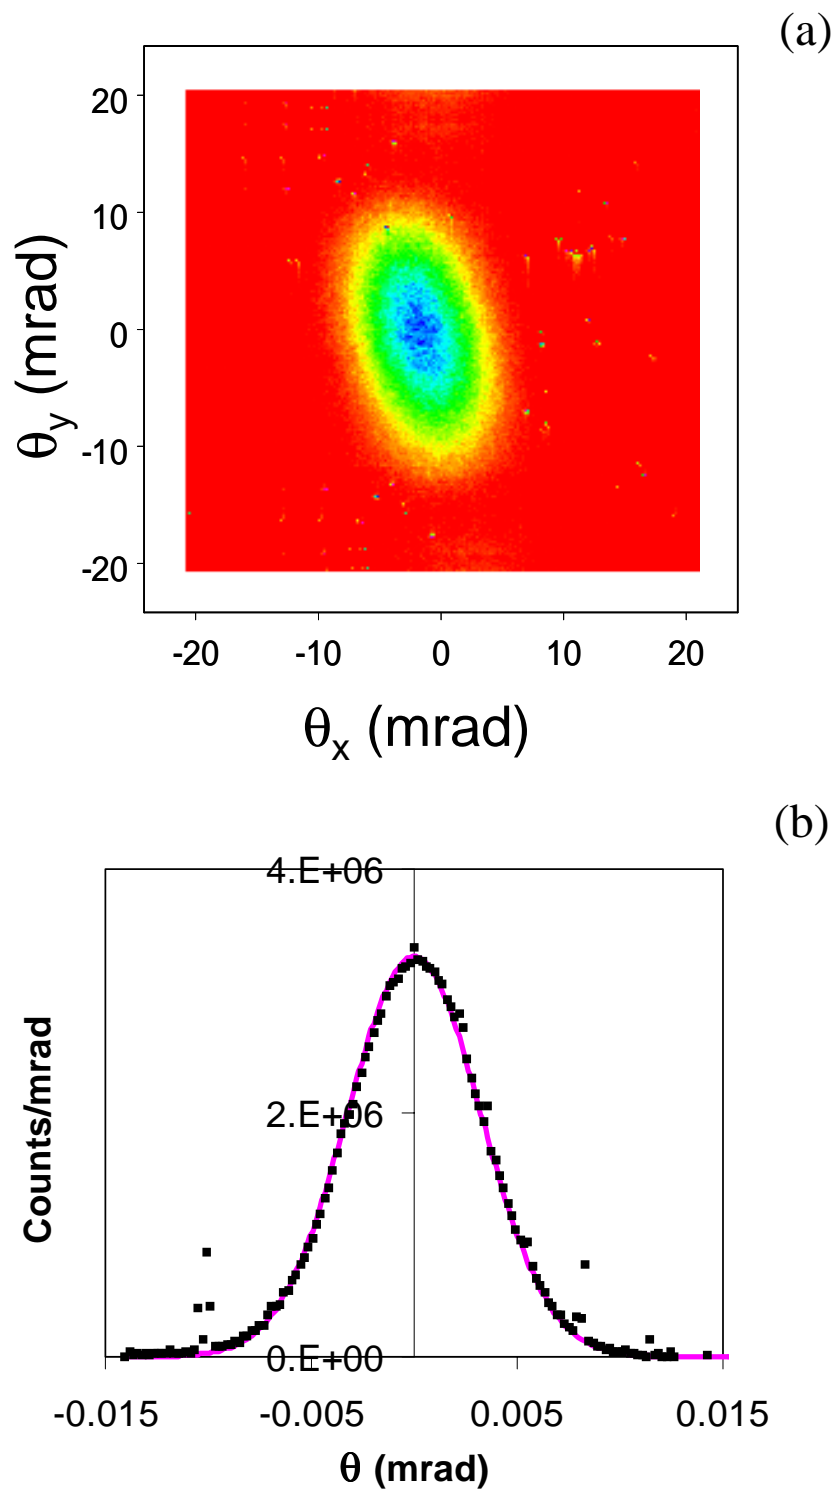 (a)
20
10
0
-10
-20
θy (mrad)
-20 -10 0 10 20
θx (mrad)
(b)
4.E+06
2.E+06
0.E+00
Counts/mrad
-0.015 -0.005 0.005 0.015
θ (mrad)